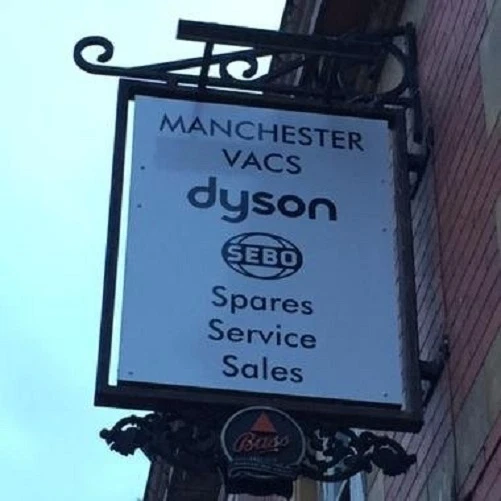 MANCHESTER
VACS
dyson
SEBO
Spares
Service
Sales
Bass